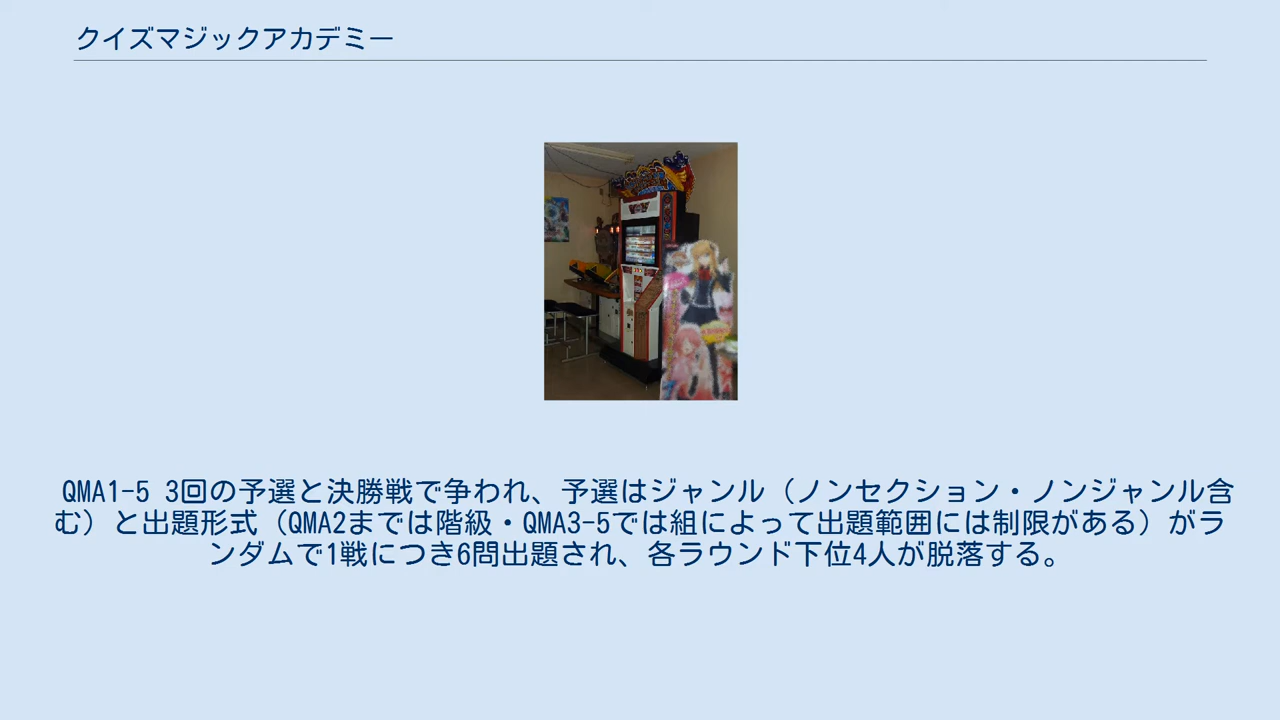 クイズマジックアカデミー
QMA1-5 3回の予選と決勝戦で争われ、予選はジャンル（ノンセクション・ノンジャンル含
む）と出題形式（QMA2までは階級・QMA3-5では組によって出題範囲には制限がある）がラ
ンダムで1戦につき6問出題され、各ラウンド下位4人が脱落する。